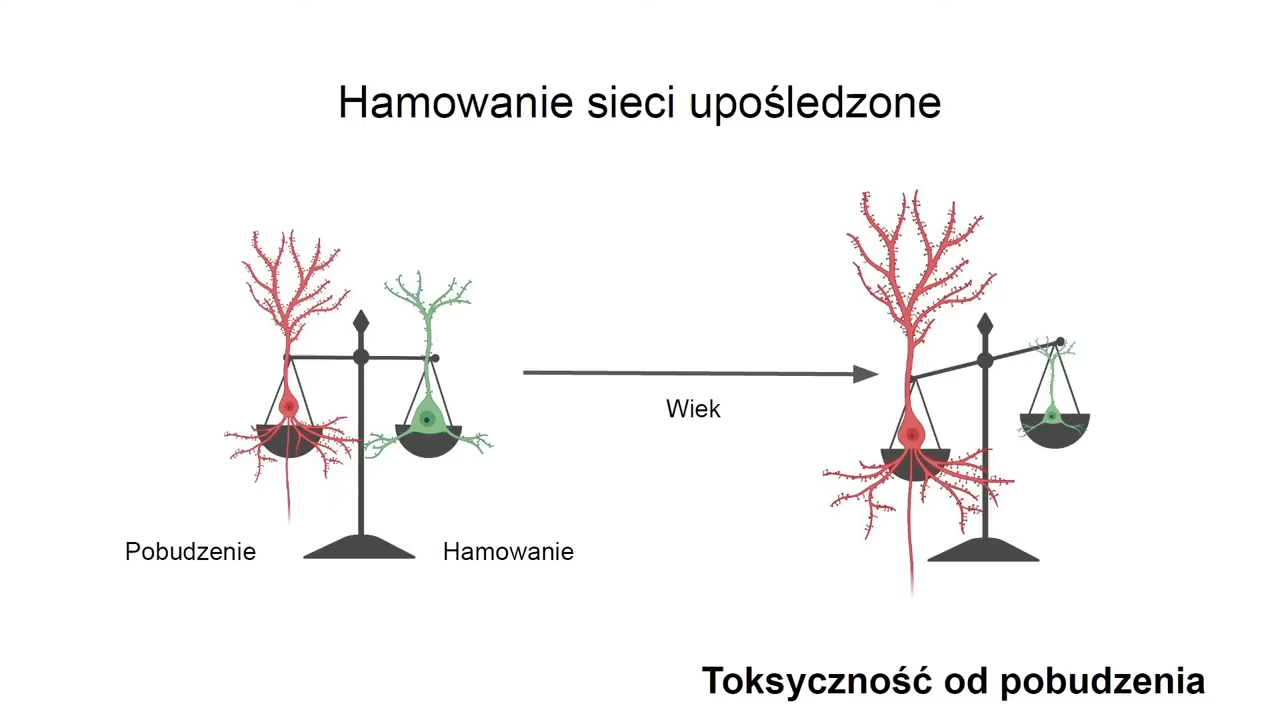 Hamowanie sieci upośledzone
Wiek
Pobudzenie
Hamowanie
Toksyczność od pobudzenia